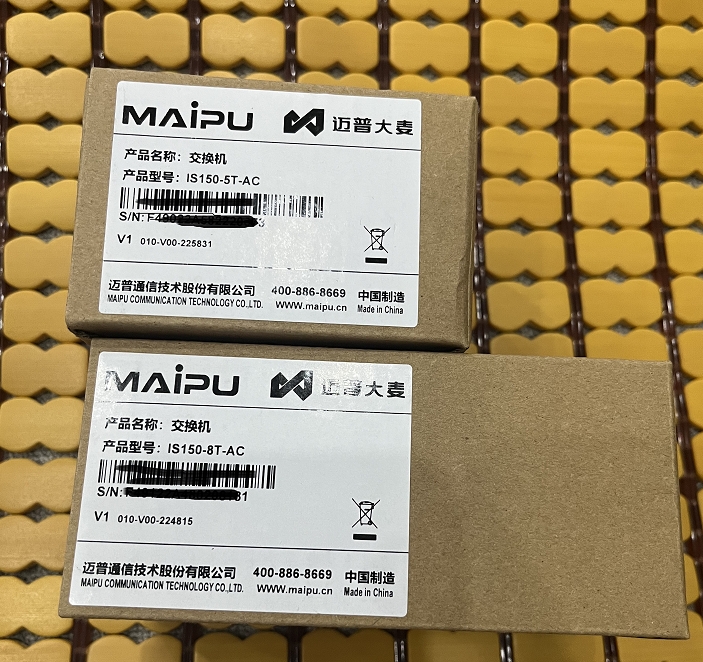 MAiPU 迈普大麦
产品名称：交换机
产品型号：IS150-5T-AC
S/N:
V1 010-V00-225831
迈普通信技术股份有限公司 400-886-8669 中国制造
MAIPU COMMUNICATION TECHNOLOGY CO.,LTD. www.maipu.cn Made in China
MAiPU 迈普大麦
产品名称：交换机
产品型号：IS150-8T-AC
S/N:
V1 010-V00-224815
迈普通信技术股份有限公司 400-886-8669 中国制造
MAIPU COMMUNICATION TECHNOLOGY CO.,LTD. www.maipu.cn Made in China